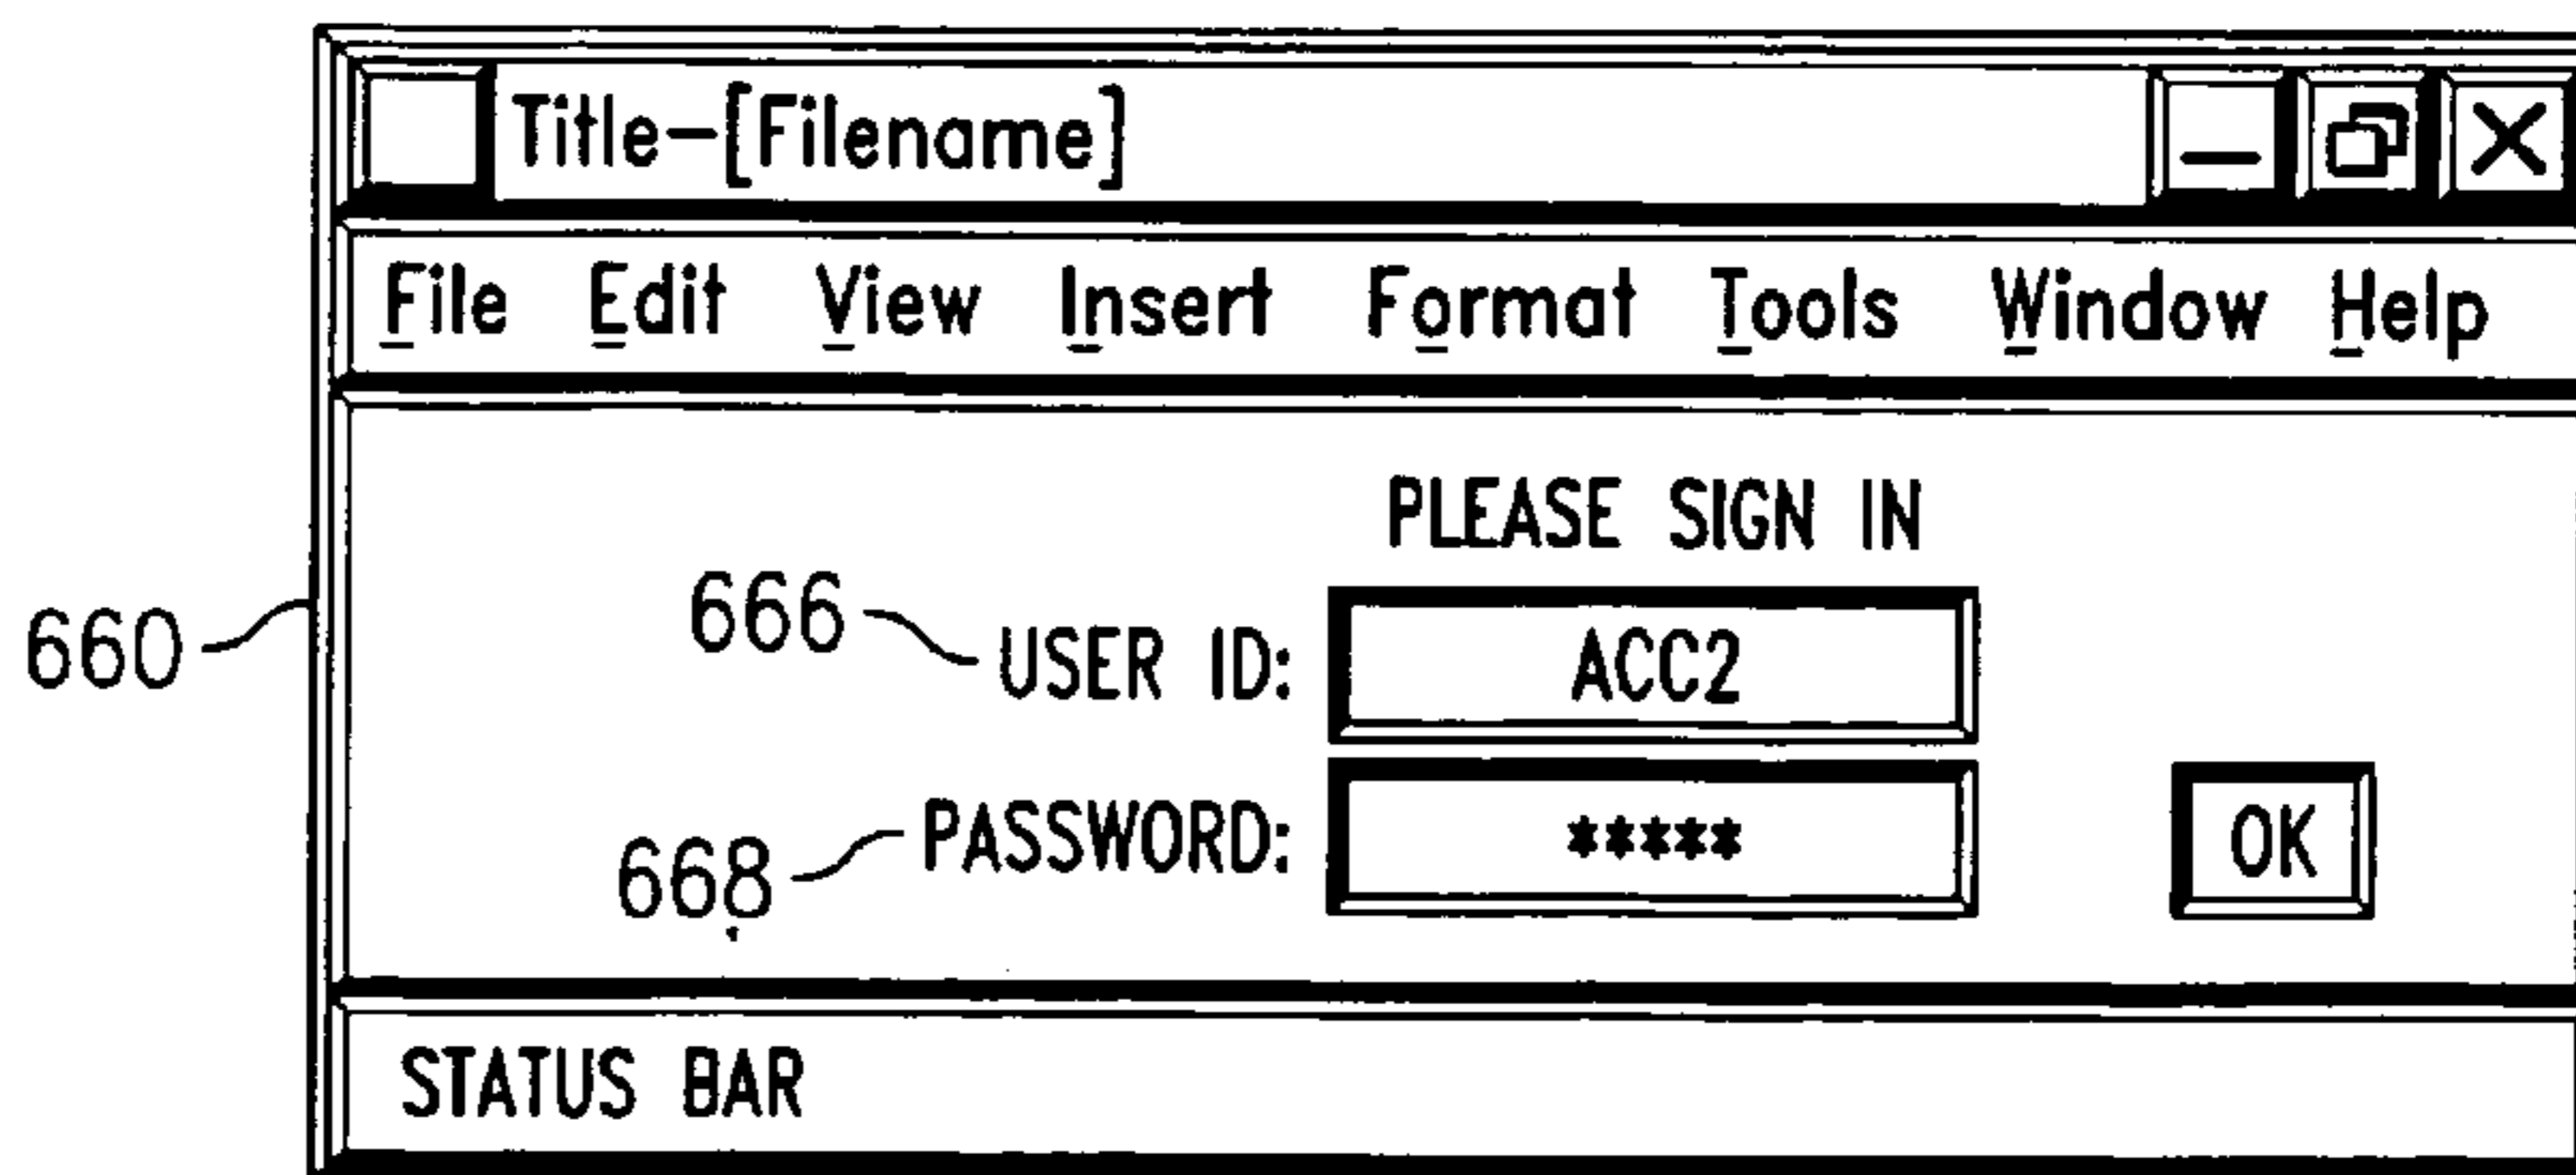 Title-[Filename]
File Edit View Insert Format Tools Window Help
PLEASE SIGN IN
660
666 USER ID: ACC2
668 PASSWORD: ***** OK
STATUS BAR